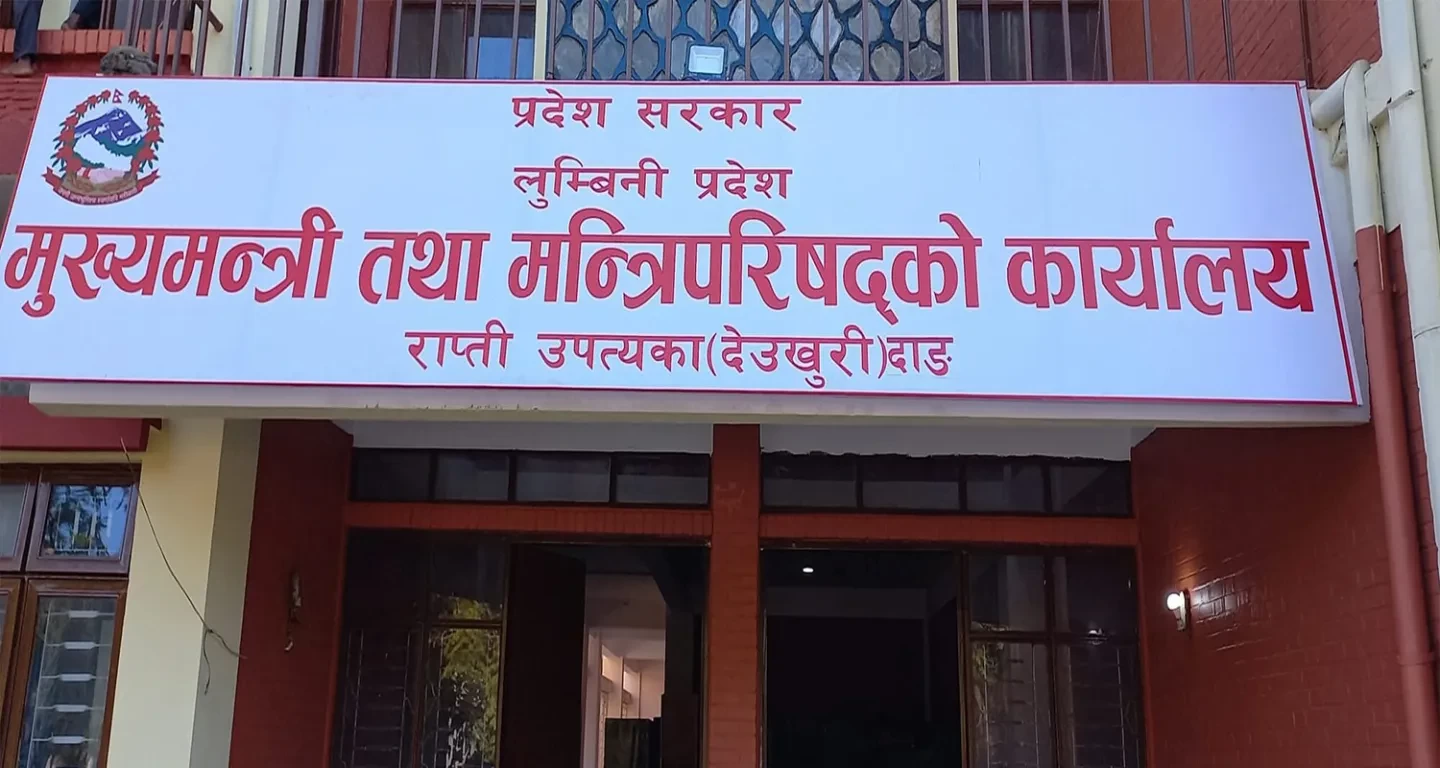 प्रदेश सरकार
लुम्बिनी प्रदेश
मुख्यमन्त्री तथा मन्त्रिपरिषद्को कार्यालय
राप्ती उपत्यका(देउखुरी)दाङ